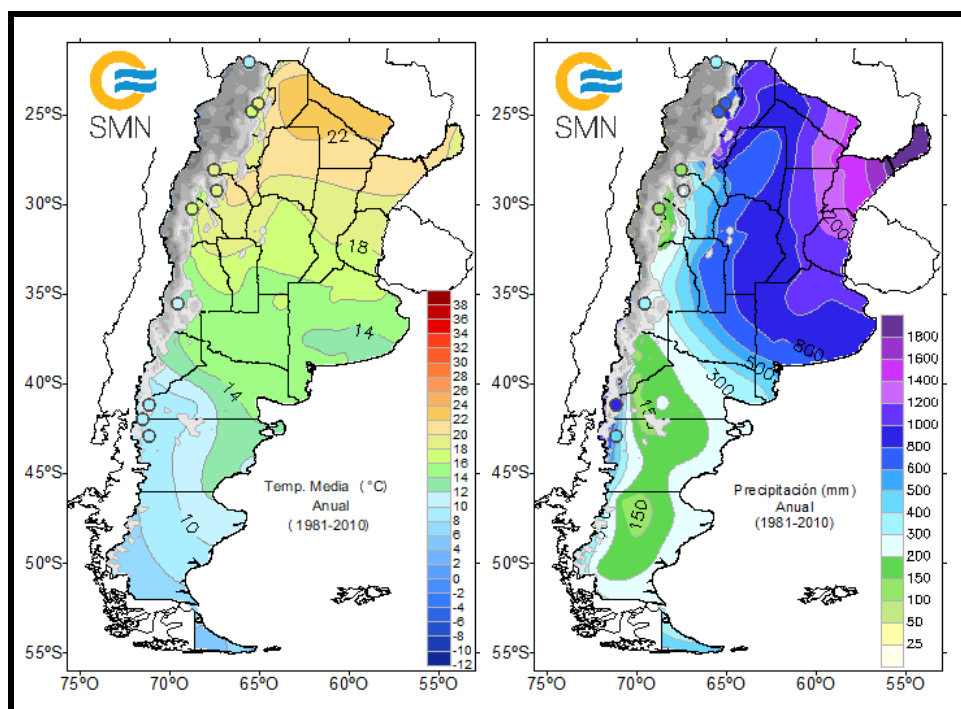 SMN
25ºS
30ºS
35ºS
40ºS
45ºS
50ºS
55ºS
75ºO
70ºO
65ºO
60ºO
55ºO
22
18
14
14
10
Temp. Media (°C)
Anual
(1981-2010)
38
36
34
32
30
28
26
24
22
20
18
16
14
12
10
8
6
4
2
0
-2
-4
-6
-8
-10
-12
SMN
25ºS
30ºS
35ºS
40ºS
45ºS
50ºS
55ºS
75ºO
70ºO
65ºO
60ºO
55ºO
800
500
300
150
Precipitación (mm)
Anual
(1981-2010)
1800
1600
1400
1200
1000
800
600
500
400
300
200
150
100
50
25